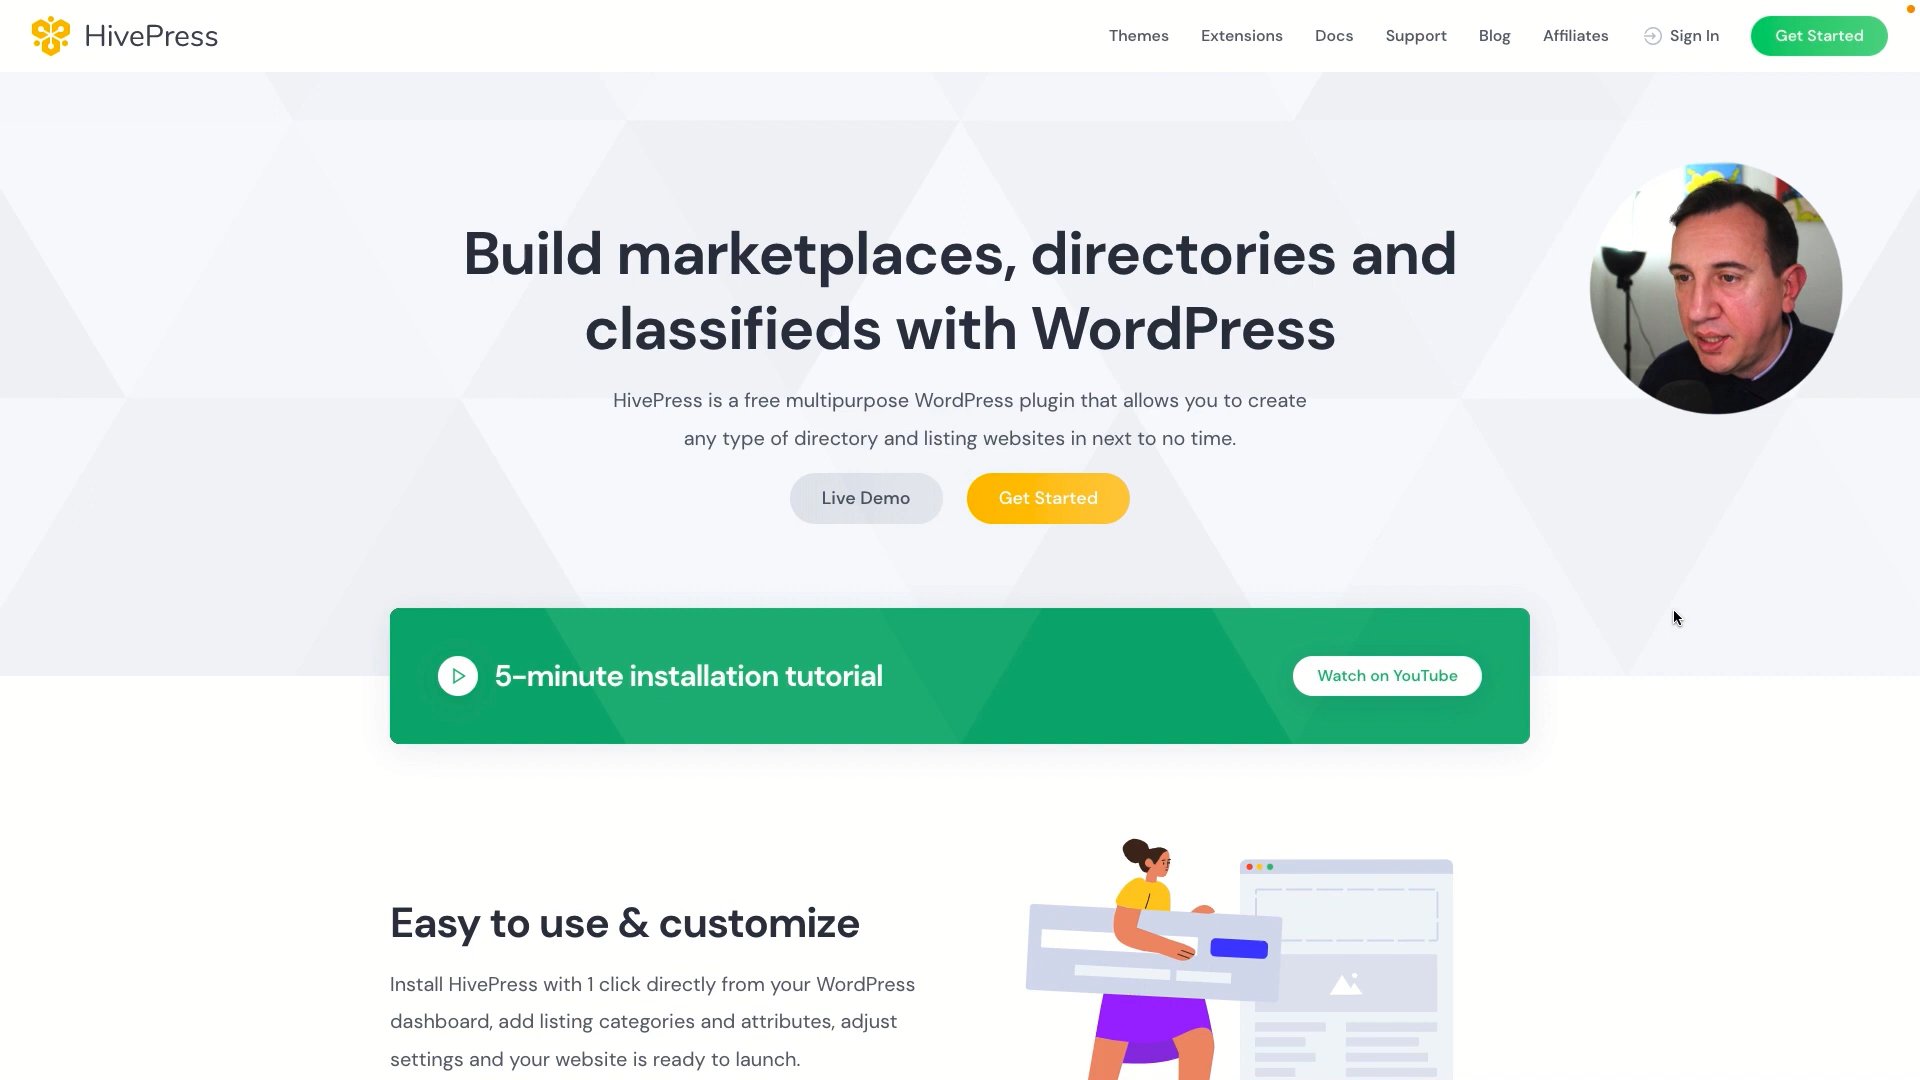 HivePress
Themes Extensions Docs Support Blog Affiliates Sign In Get Started
Build marketplaces, directories and
classifieds with WordPress
HivePress is a free multipurpose WordPress plugin that allows you to create
any type of directory and listing websites in next to no time.
Live Demo Get Started
5-minute installation tutorial Watch on YouTube
Easy to use & customize
Install HivePress with 1 click directly from your WordPress
dashboard, add listing categories and attributes, adjust
settings and your website is ready to launch.